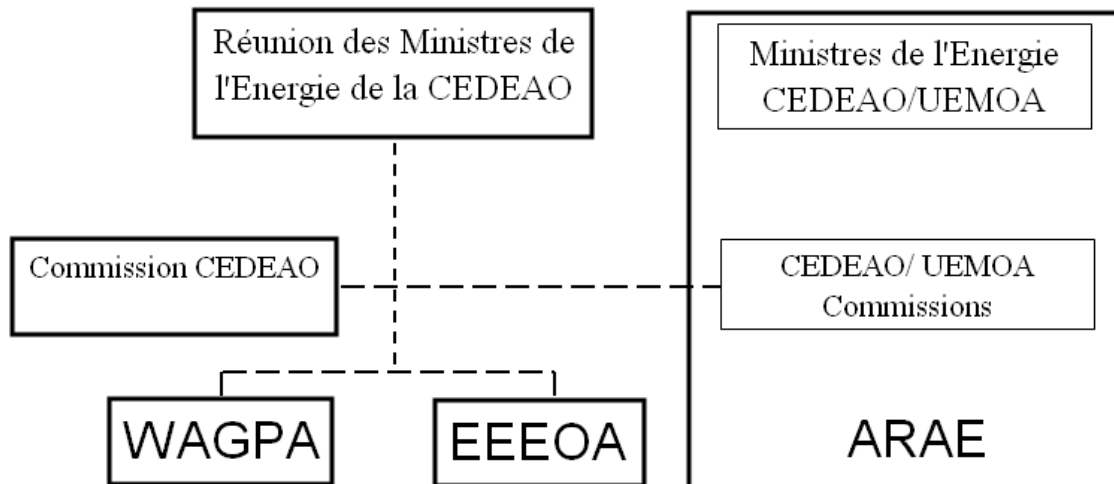 Réunion des Ministres de
l'Energie de la CEDEAO
Ministres de l'Energie
CEDEAO/UEMOA
Commission CEDEAO
CEDEAO/ UEMOA
Commissions
WAGPA
EEEOA
ARAE